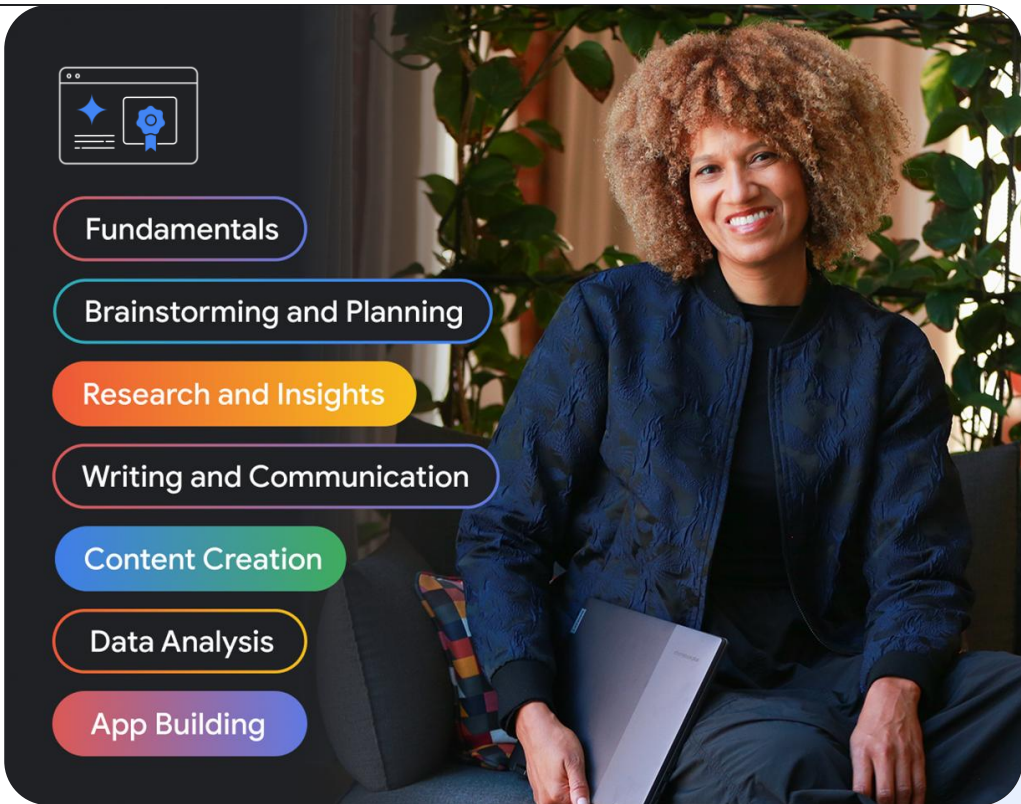 Fundamentals
Brainstorming and Planning
Research and Insights
Writing and Communication
Content Creation
Data Analysis
App Building